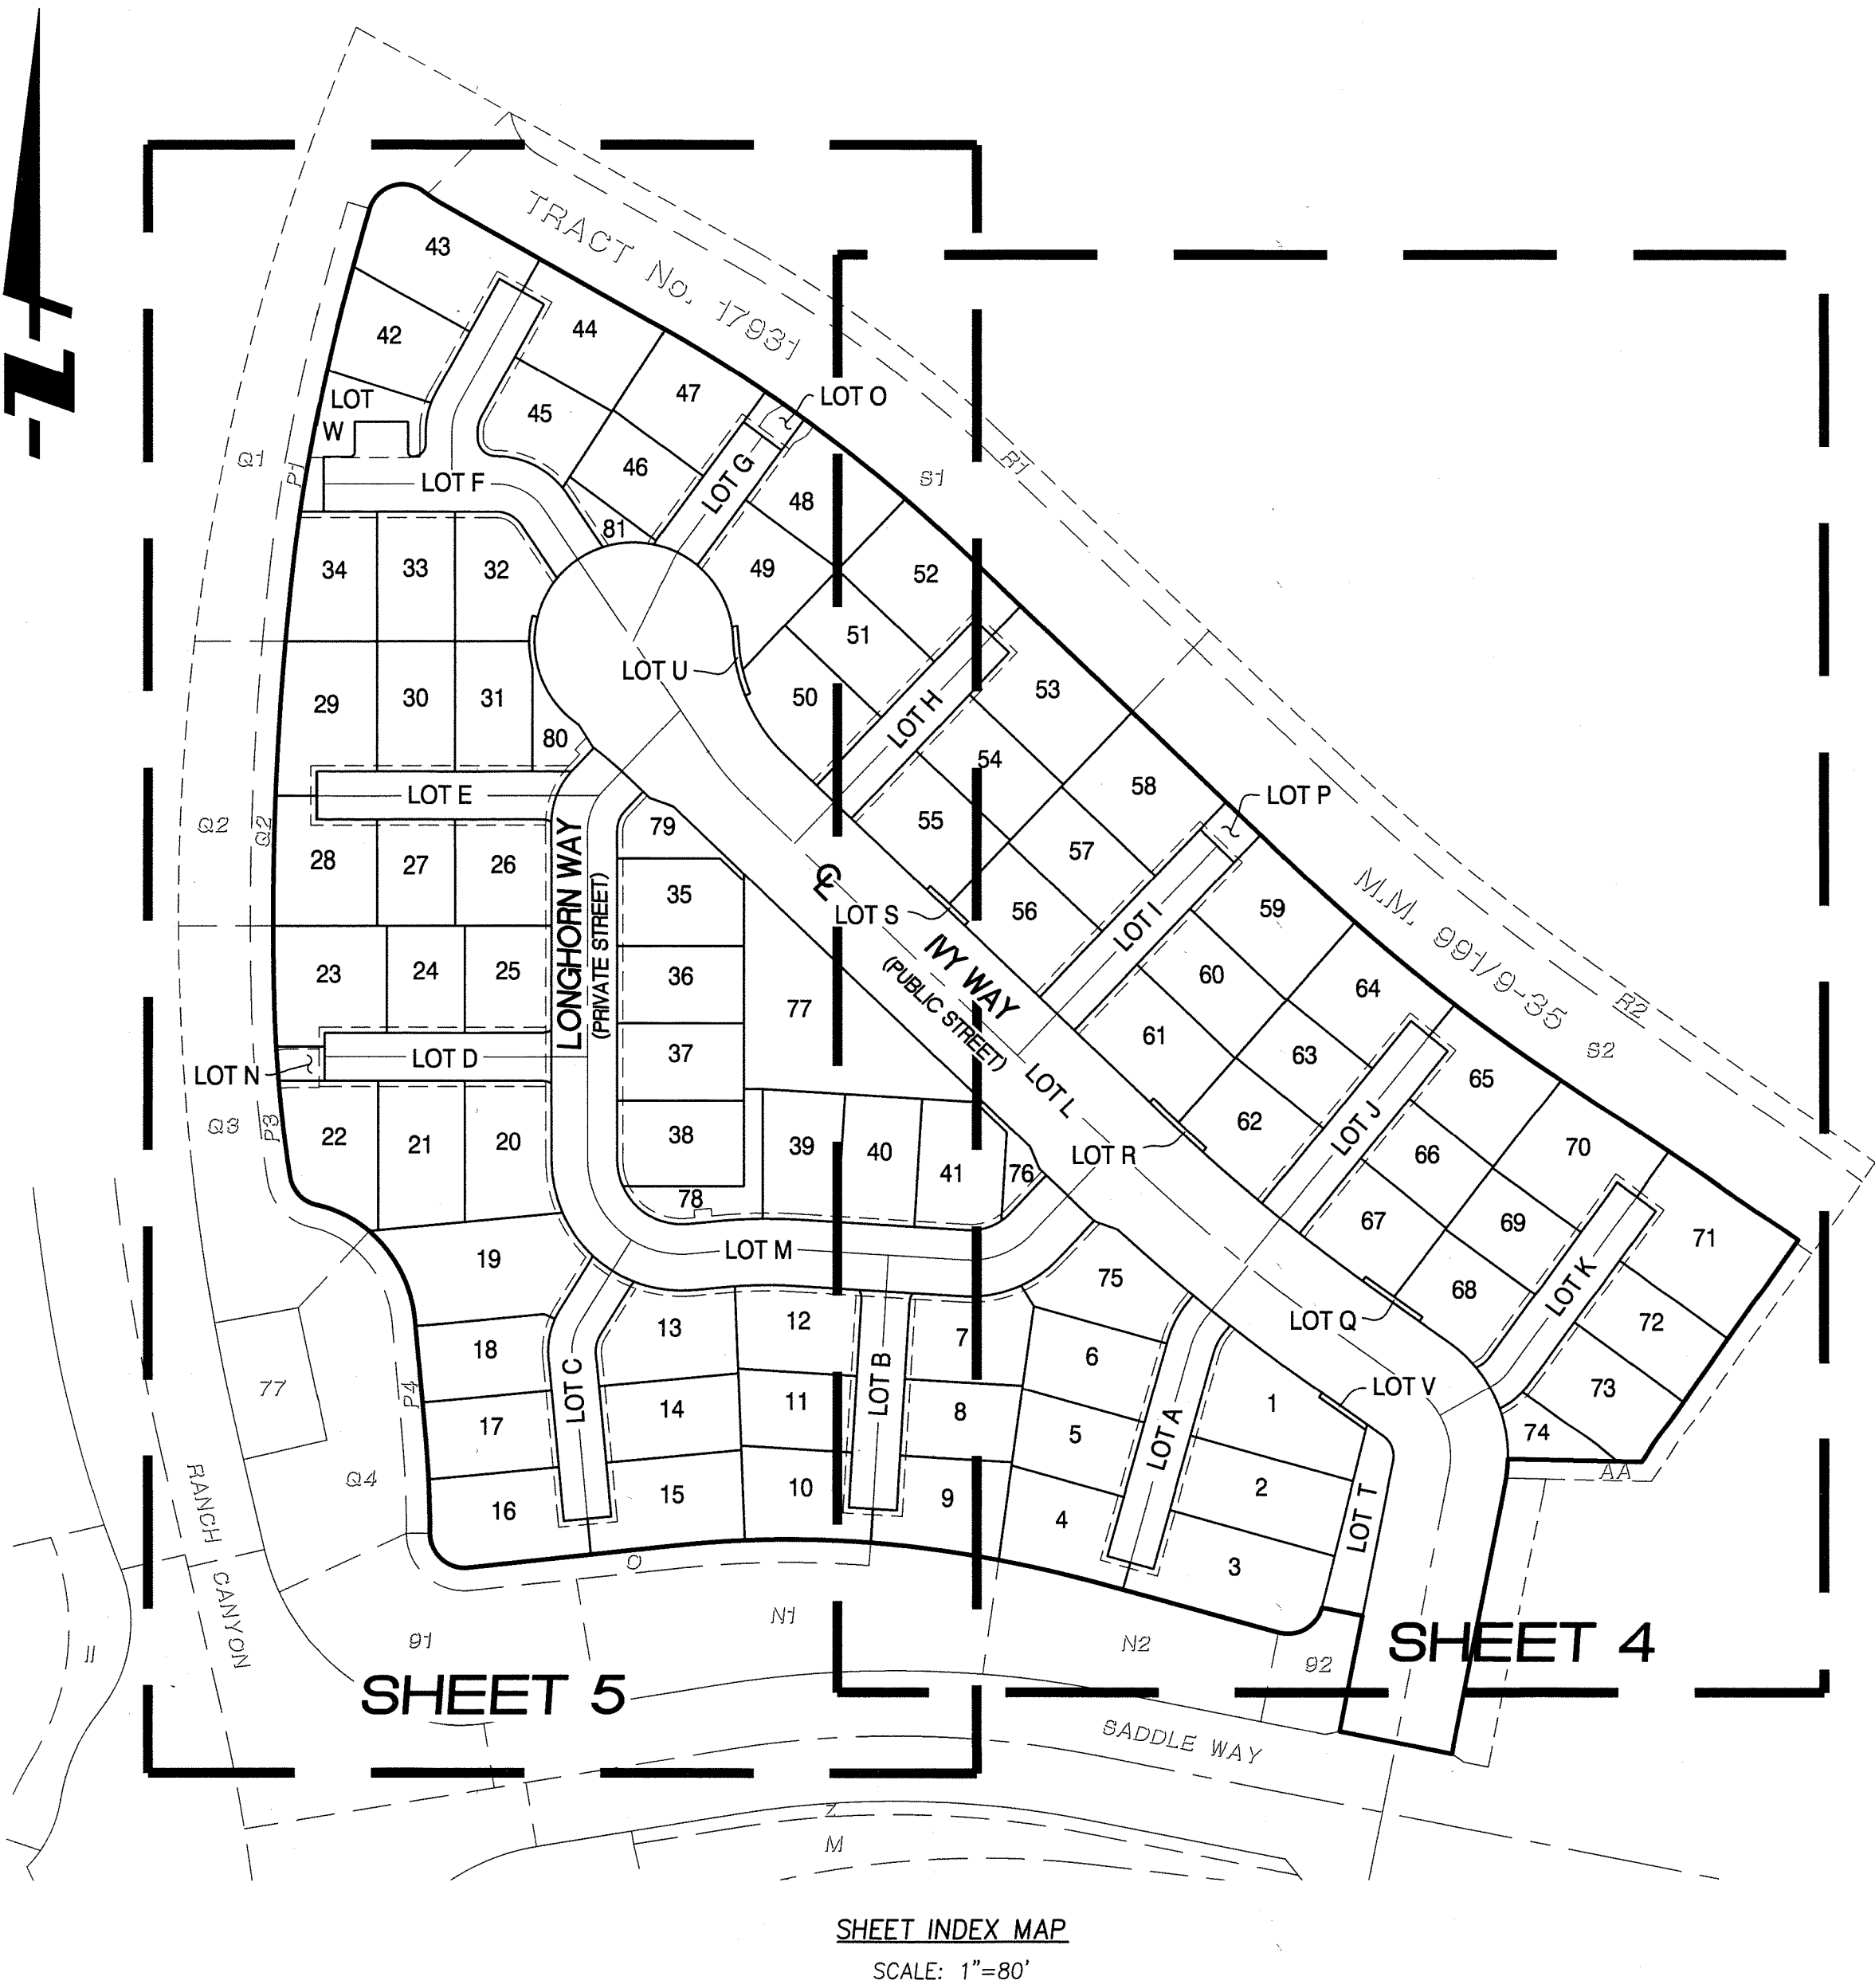 TRACT No. 17931
43
42
44
LOT
W
47
LOT O
45
46
LOT G
Q1
P1
LOT F
S1
R1
48
81
34
33
32
49
52
51
LOT U
29
30
31
80
50
LOT H
53
54
LOT E
58
LOT P
Q2
Q2
79
55
57
28
27
26
LONGHORN WAY
(PRIVATE STREET)
35
℄
LOT S
56
LOT I
59
M.M. 991/9-35
23
24
25
36
IVY WAY
(PUBLIC STREET)
60
64
R2
77
61
63
S2
LOT N
LOT D
37
LOT L
65
Q3
P3
22
21
20
38
39
40
41
76
LOT R
62
LOT J
66
70
78
67
69
71
19
LOT M
75
68
LOT K
LOT Q
72
18
13
12
7
6
77
P4
LOT C
LOT B
LOT V
73
17
14
11
8
5
LOT A
1
74
AA
Q4
16
15
10
9
4
2
LOT T
RANCH CANYON
O
3
II
91
N1
N2
92
SHEET 4
SHEET 5
SADDLE WAY
Z
M
SHEET INDEX MAP
SCALE: 1"=80'